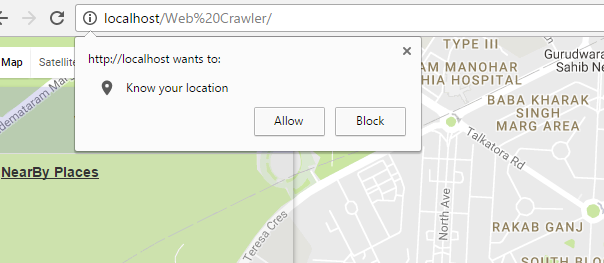 localhost/Web%20Crawler/
http://localhost wants to:
Know your location
Allow
Block
Map
Satellite
NearBy Places
Teresa Cres
TYPE III
Gurudwara
Sahib Ne
AM MANOHAR
HIA HOSPITAL
BABA KHARAK
SINGH
MARG AREA
Talkatora Rd
North Ave
RAKAB GANJ
SOUTH BLO